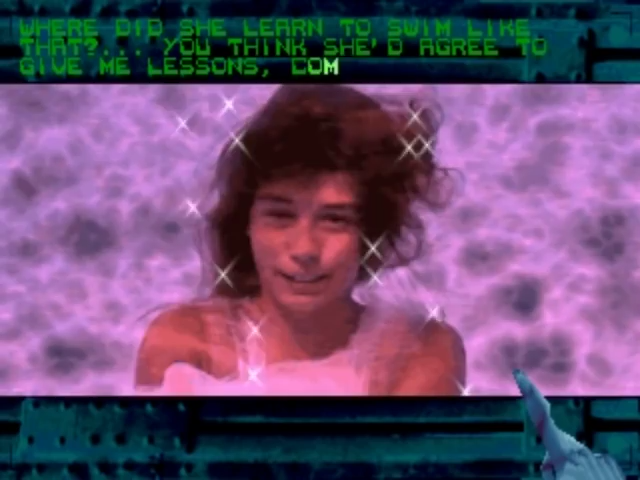 WHERE DID SHE LEARN TO SWIM LIKE
THAT?... YOU THINK SHE'D AGREE TO
GIVE ME LESSONS, COM